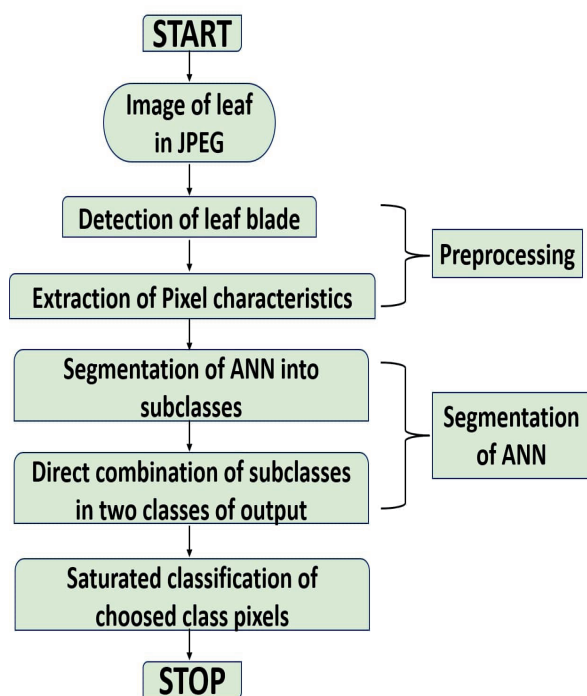 START
Image of leaf
in JPEG
Detection of leaf blade
Extraction of Pixel characteristics
Preprocessing
Segmentation of ANN into
subclasses
Direct combination of subclasses
in two classes of output
Segmentation
of ANN
Saturated classification of
choosed class pixels
STOP